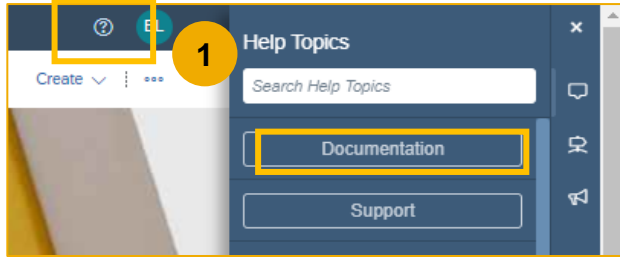 EL
1
Help Topics
Create
Search Help Topics
Documentation
Support